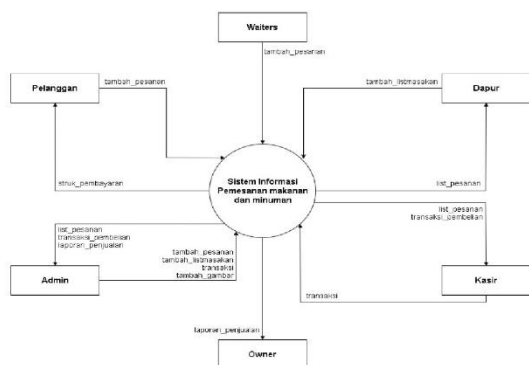 Waiters
tambah_pesanan
Pelanggan
tambah_pesanan
tambah_listmasakan
Dapur
Sistem Informasi
Pemesanan makanan
dan minuman
struk_pembayaran
list_pesanan
list_pesanan
transaksi_pembelian
list_pesanan
transaksi_pembelian
laporan_penjualan
tambah_pesanan
tambah_listmasakan
transaksi
tambah_gambar
Admin
Kasir
transaksi
laporan_penjualan
Owner